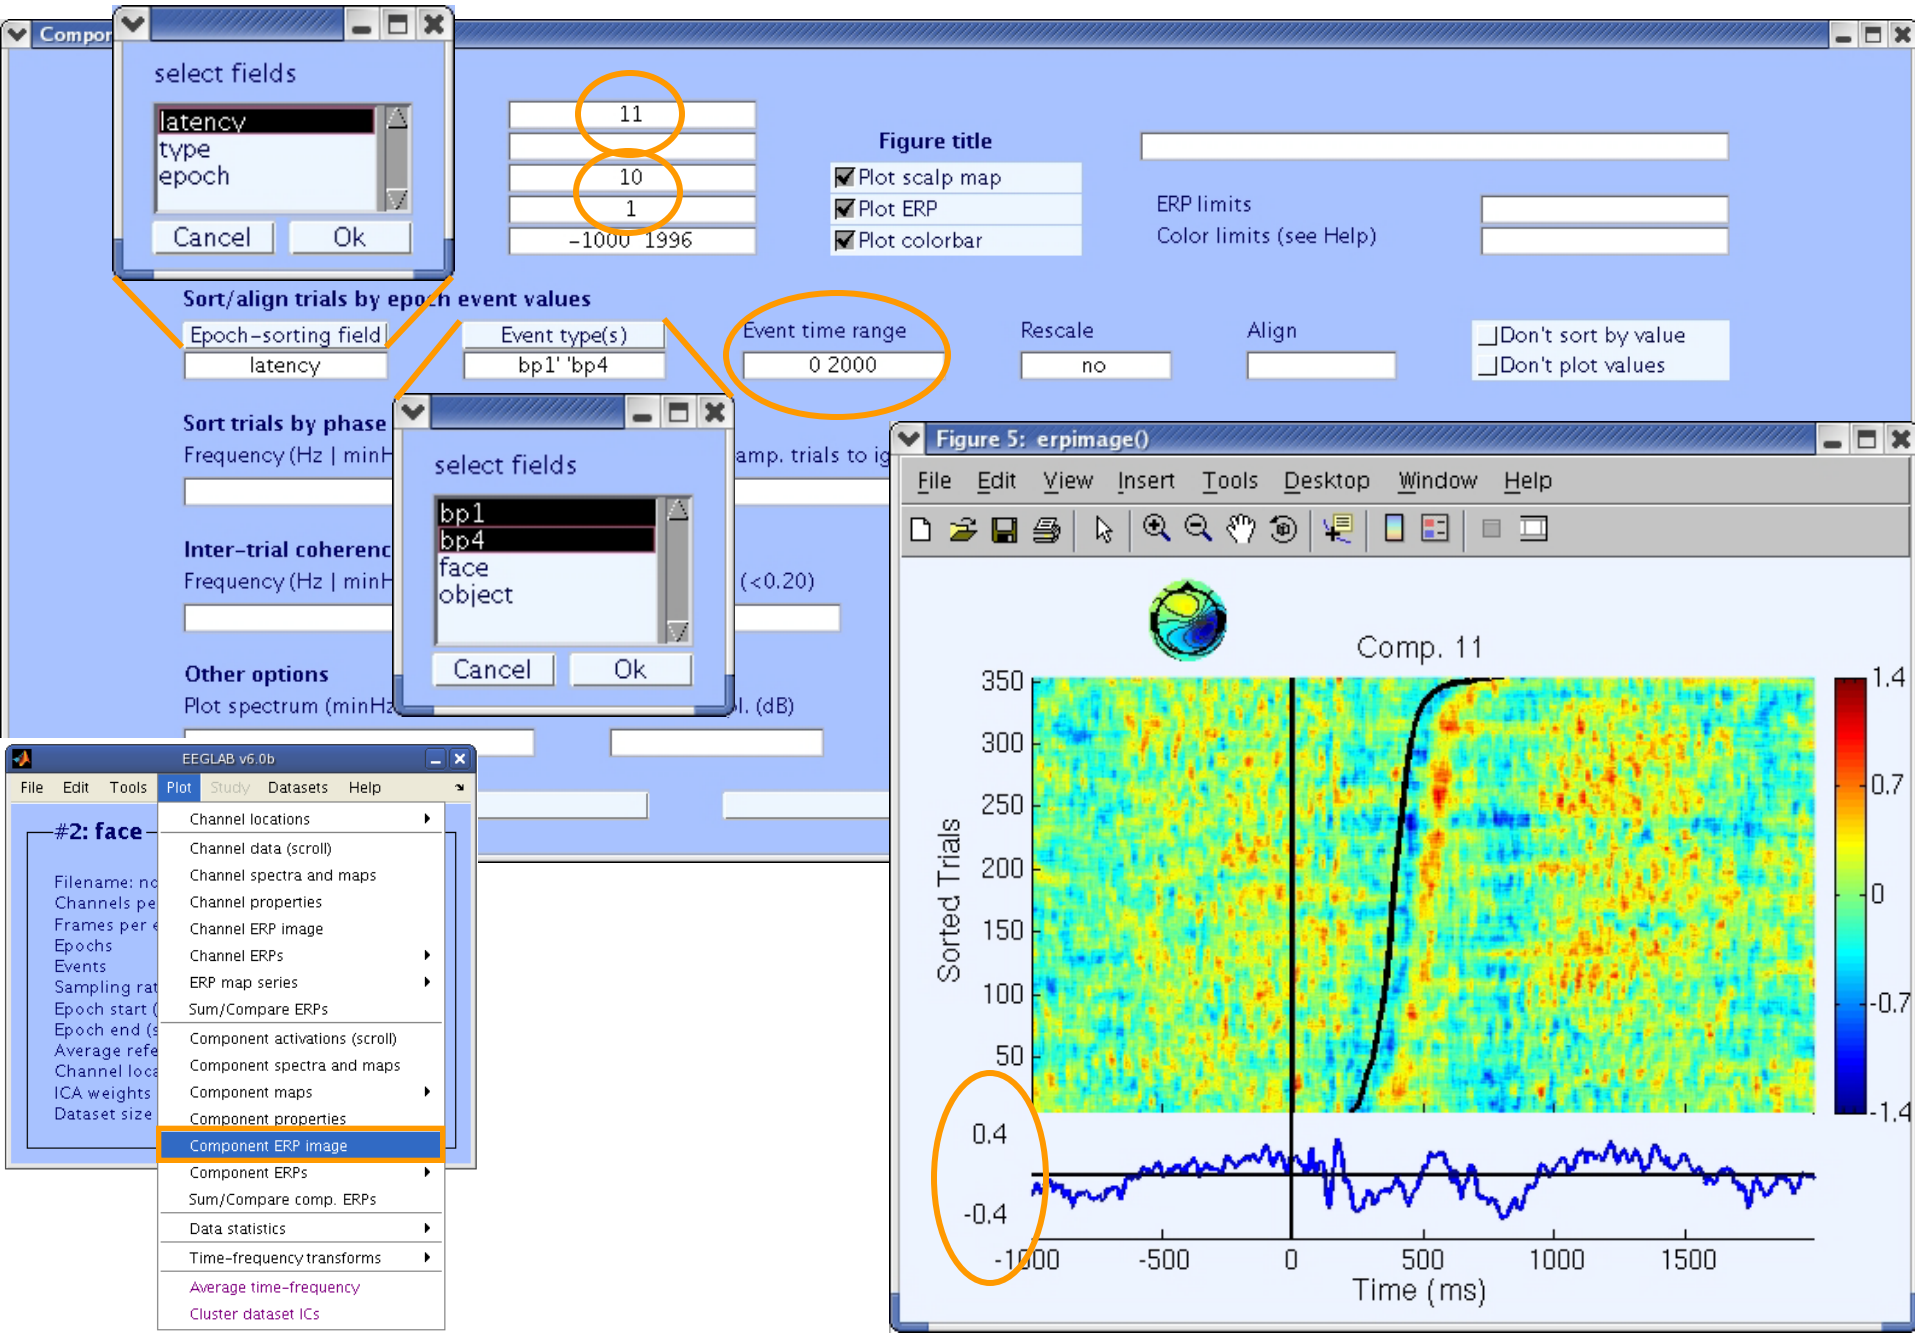 Compor
select fields
latency
type
epoch
Cancel Ok
11
10
1
-1000 1996
Figure title
Plot scalp map
Plot ERP
Plot colorbar
ERP limits
Color limits (see Help)
Sort/align trials by epoch event values
Epoch-sorting field Event type(s) Event time range Rescale Align Don't sort by value
latency bp1' 'bp4 0 2000 no Don't plot values
Sort trials by phase
Frequency (Hz | minH amp. trials to ig
select fields
bp1
bp4
face
object
Cancel Ok
Inter-trial coherenc
Frequency (Hz | minH (<0.20)
Other options
Plot spectrum (minHz l. (dB)
EEGLAB v6.0b
File Edit Tools Plot Study Datasets Help
#2: face
Filename: no
Channels pe
Frames per e
Epochs
Events
Sampling rat
Epoch start (
Epoch end (s
Average refe
Channel loca
ICA weights
Dataset size
Channel locations
Channel data (scroll)
Channel spectra and maps
Channel properties
Channel ERP image
Channel ERPs
ERP map series
Sum/Compare ERPs
Component activations (scroll)
Component spectra and maps
Component maps
Component properties
Component ERP image
Component ERPs
Sum/Compare comp. ERPs
Data statistics
Time-frequency transforms
Average time-frequency
Cluster dataset ICs
Figure 5: erpimage()
File Edit View Insert Tools Desktop Window Help
Comp. 11
Sorted Trials
350
300
250
200
150
100
50
1.4
0.7
0
-0.7
-1.4
0.4
-0.4
-1000 -500 0 500 1000 1500
Time (ms)